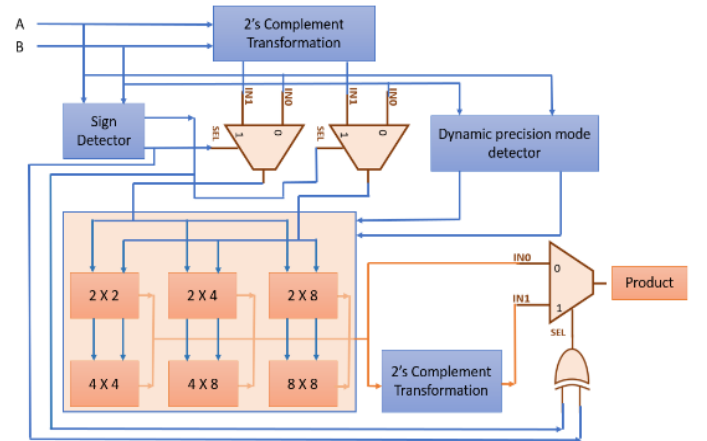 A
B
2's Complement
Transformation
IN1
IN0
IN1
IN0
Sign
Detector
SEL
1
0
SEL
1
0
Dynamic precision mode
detector
2 X 2
2 X 4
2 X 8
4 X 4
4 X 8
8 X 8
IN0
0
IN1
1
SEL
Product
2's Complement
Transformation